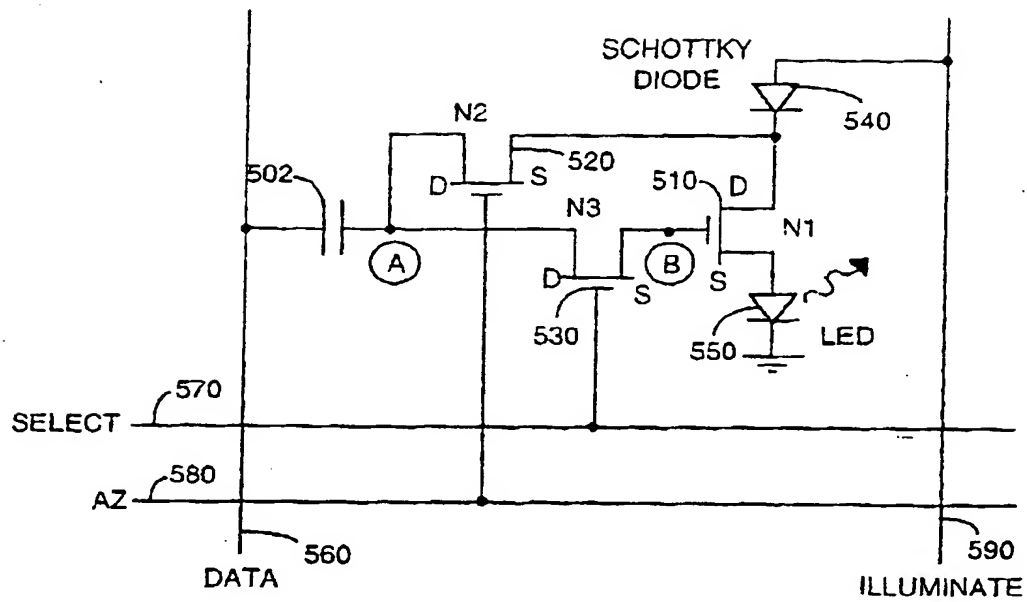 SCHOTTKY
DIODE
540
N2
502
520
D
S
510
D
N3
N1
A
B
D
S
S
530
550
LED
570
SELECT
580
AZ
560
590
DATA
ILLUMINATE